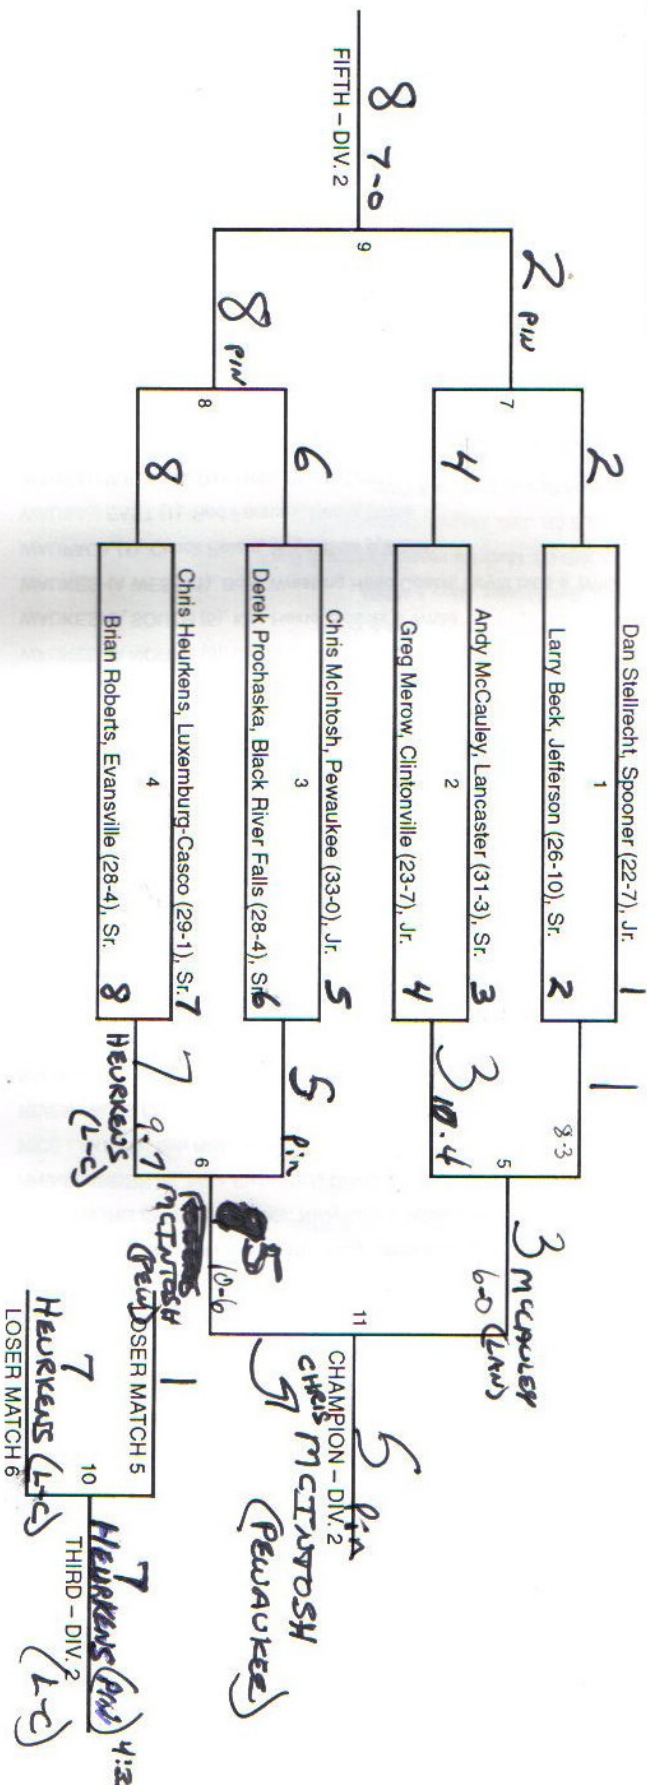 Dan Stellrecht, Spooner (22-7), Jr. 1
1
Larry Beck, Jefferson (26-10), Sr. 2
Andy McCauley, Lancaster (31-3), Sr. 3
2
Greg Merow, Clintonville (23-7), Jr. 4
Chris McIntosh, Pewaukee (33-0), Jr. 5
3
Derek Prochaska, Black River Falls (28-4), Sr. 6
Chris Heurkens, Luxemburg-Casco (29-1), Sr. 7
4
Brian Roberts, Evansville (28-4), Sr. 8
1
8-3
5
3 10-4
5 pin
6
7 9-7
HEURKENS
(L-C)
3 MCCAULEY
6-0 (LAN)
11
5
10-6
MCINTOSH
(PEW)
5 Pin
CHAMPION – DIV. 2
CHRIS MCINTOSH
(PEWAUKEE)
1
LOSER MATCH 5
10
7
HEURKENS (L-C)
LOSER MATCH 6
7
HEURKENS (PIN)
THIRD – DIV. 2
(L-C)
2
7
4
6
8
8
2 PIN
9
8 PIN
8 7-0
FIFTH – DIV. 2